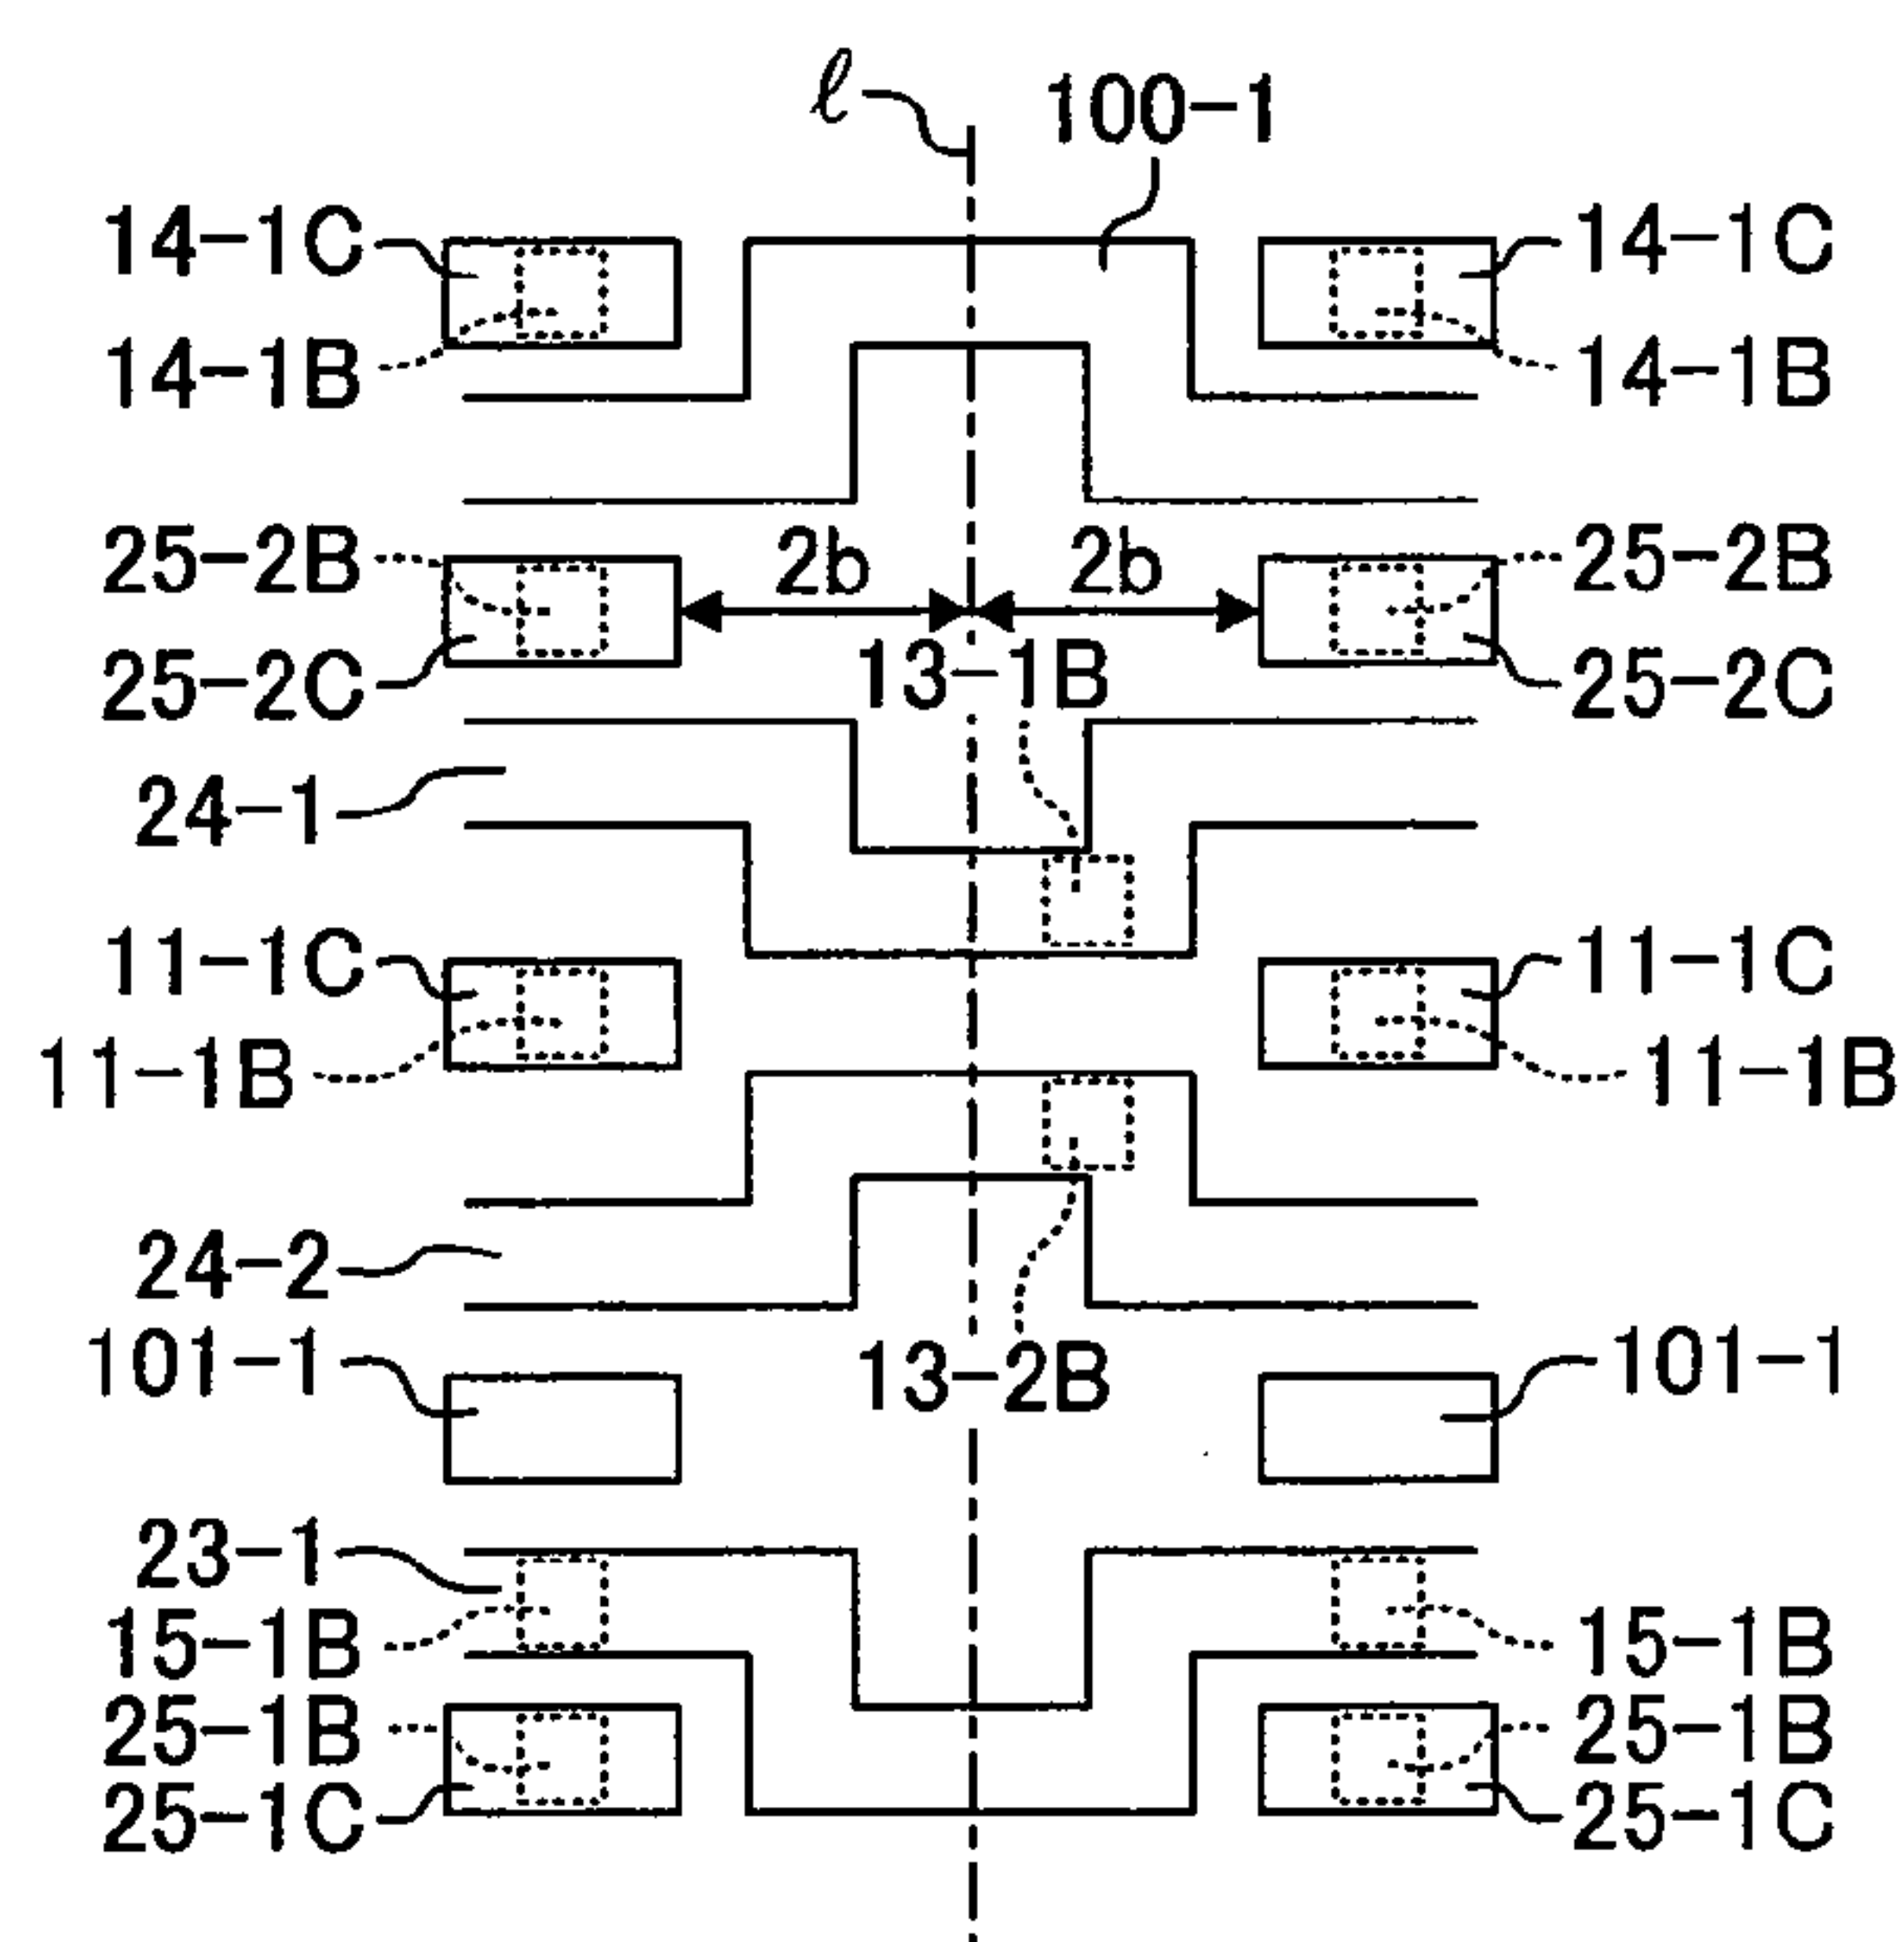 ℓ 100-1
14-1C 14-1C
14-1B 14-1B
25-2B 2b 2b 25-2B
25-2C 13-1B 25-2C
24-1
11-1C 11-1C
11-1B 11-1B
24-2
101-1 13-2B 101-1
23-1
15-1B 15-1B
25-1B 25-1B
25-1C 25-1C